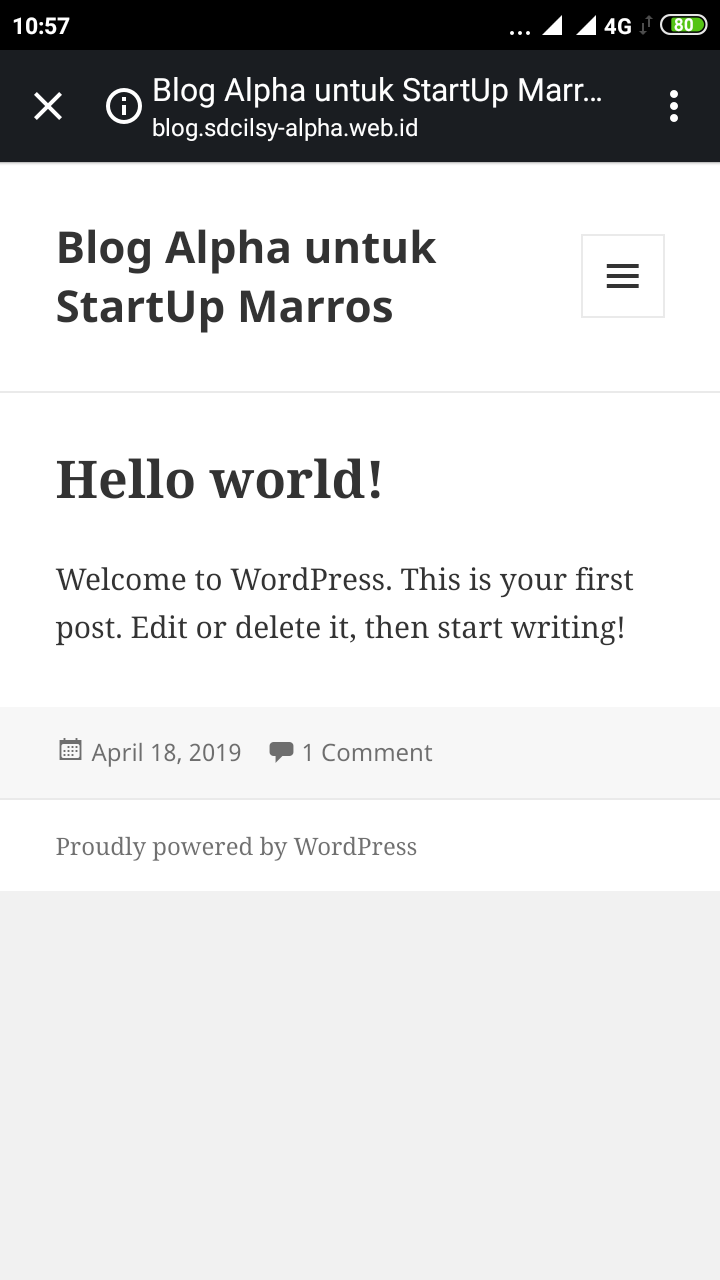 10:57
... 4G 80
Blog Alpha untuk StartUp Marr...
blog.sdcilsy-alpha.web.id
Blog Alpha untuk
StartUp Marros
Hello world!
Welcome to WordPress. This is your first
post. Edit or delete it, then start writing!
April 18, 2019 1 Comment
Proudly powered by WordPress